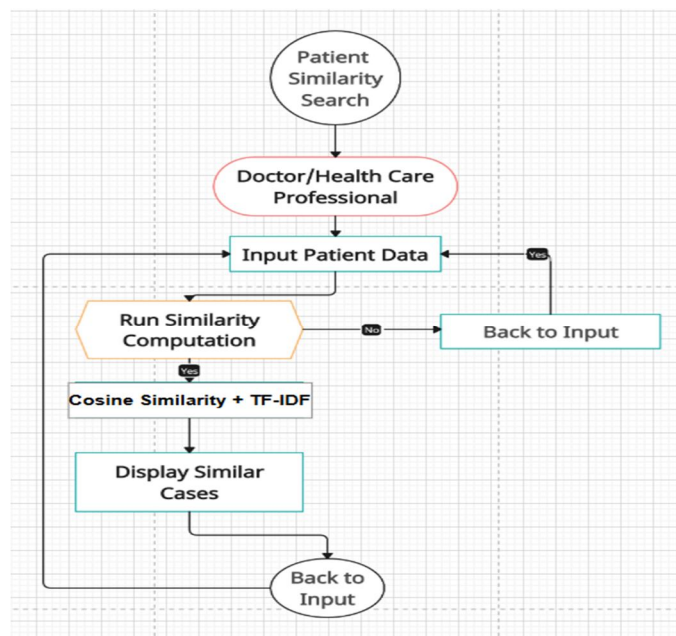 Patient
Similarity
Search
Doctor/Health Care
Professional
Input Patient Data
Yes
Run Similarity
Computation
No
Back to Input
Yes
Cosine Similarity + TF-IDF
Display Similar
Cases
Back to
Input